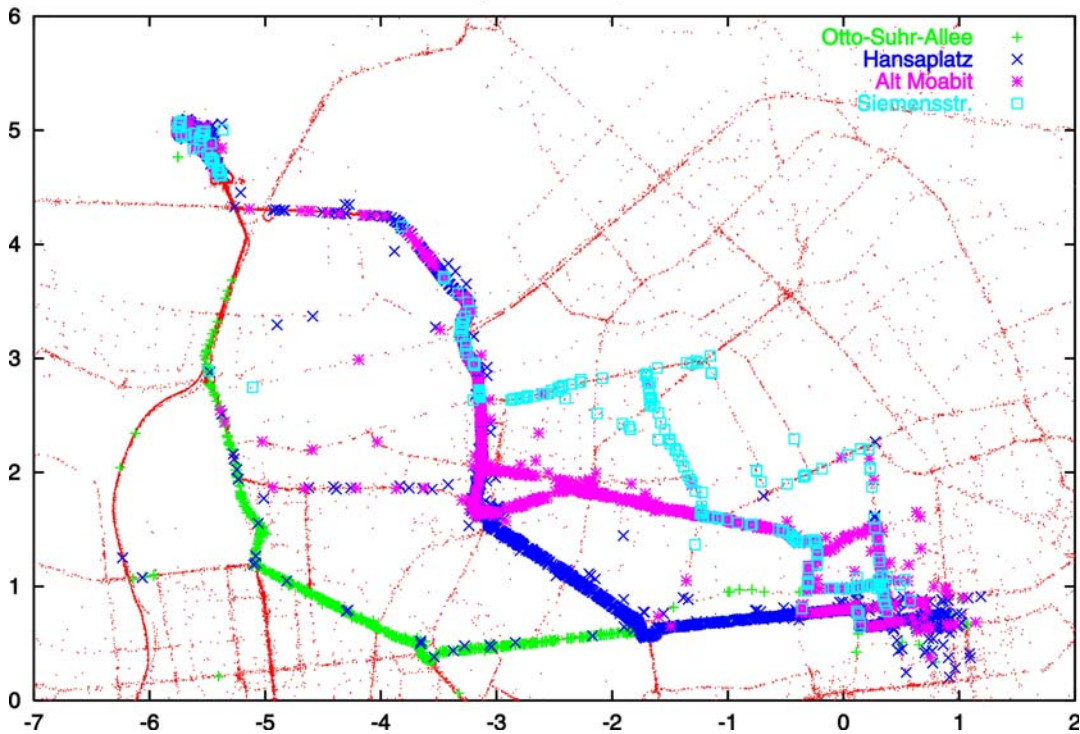 6
5
4
3
2
1
0
Otto-Suhr-Allee
Hansaplatz
Alt Moabit
Siemensstr.
-7 -6 -5 -4 -3 -2 -1 0 1 2